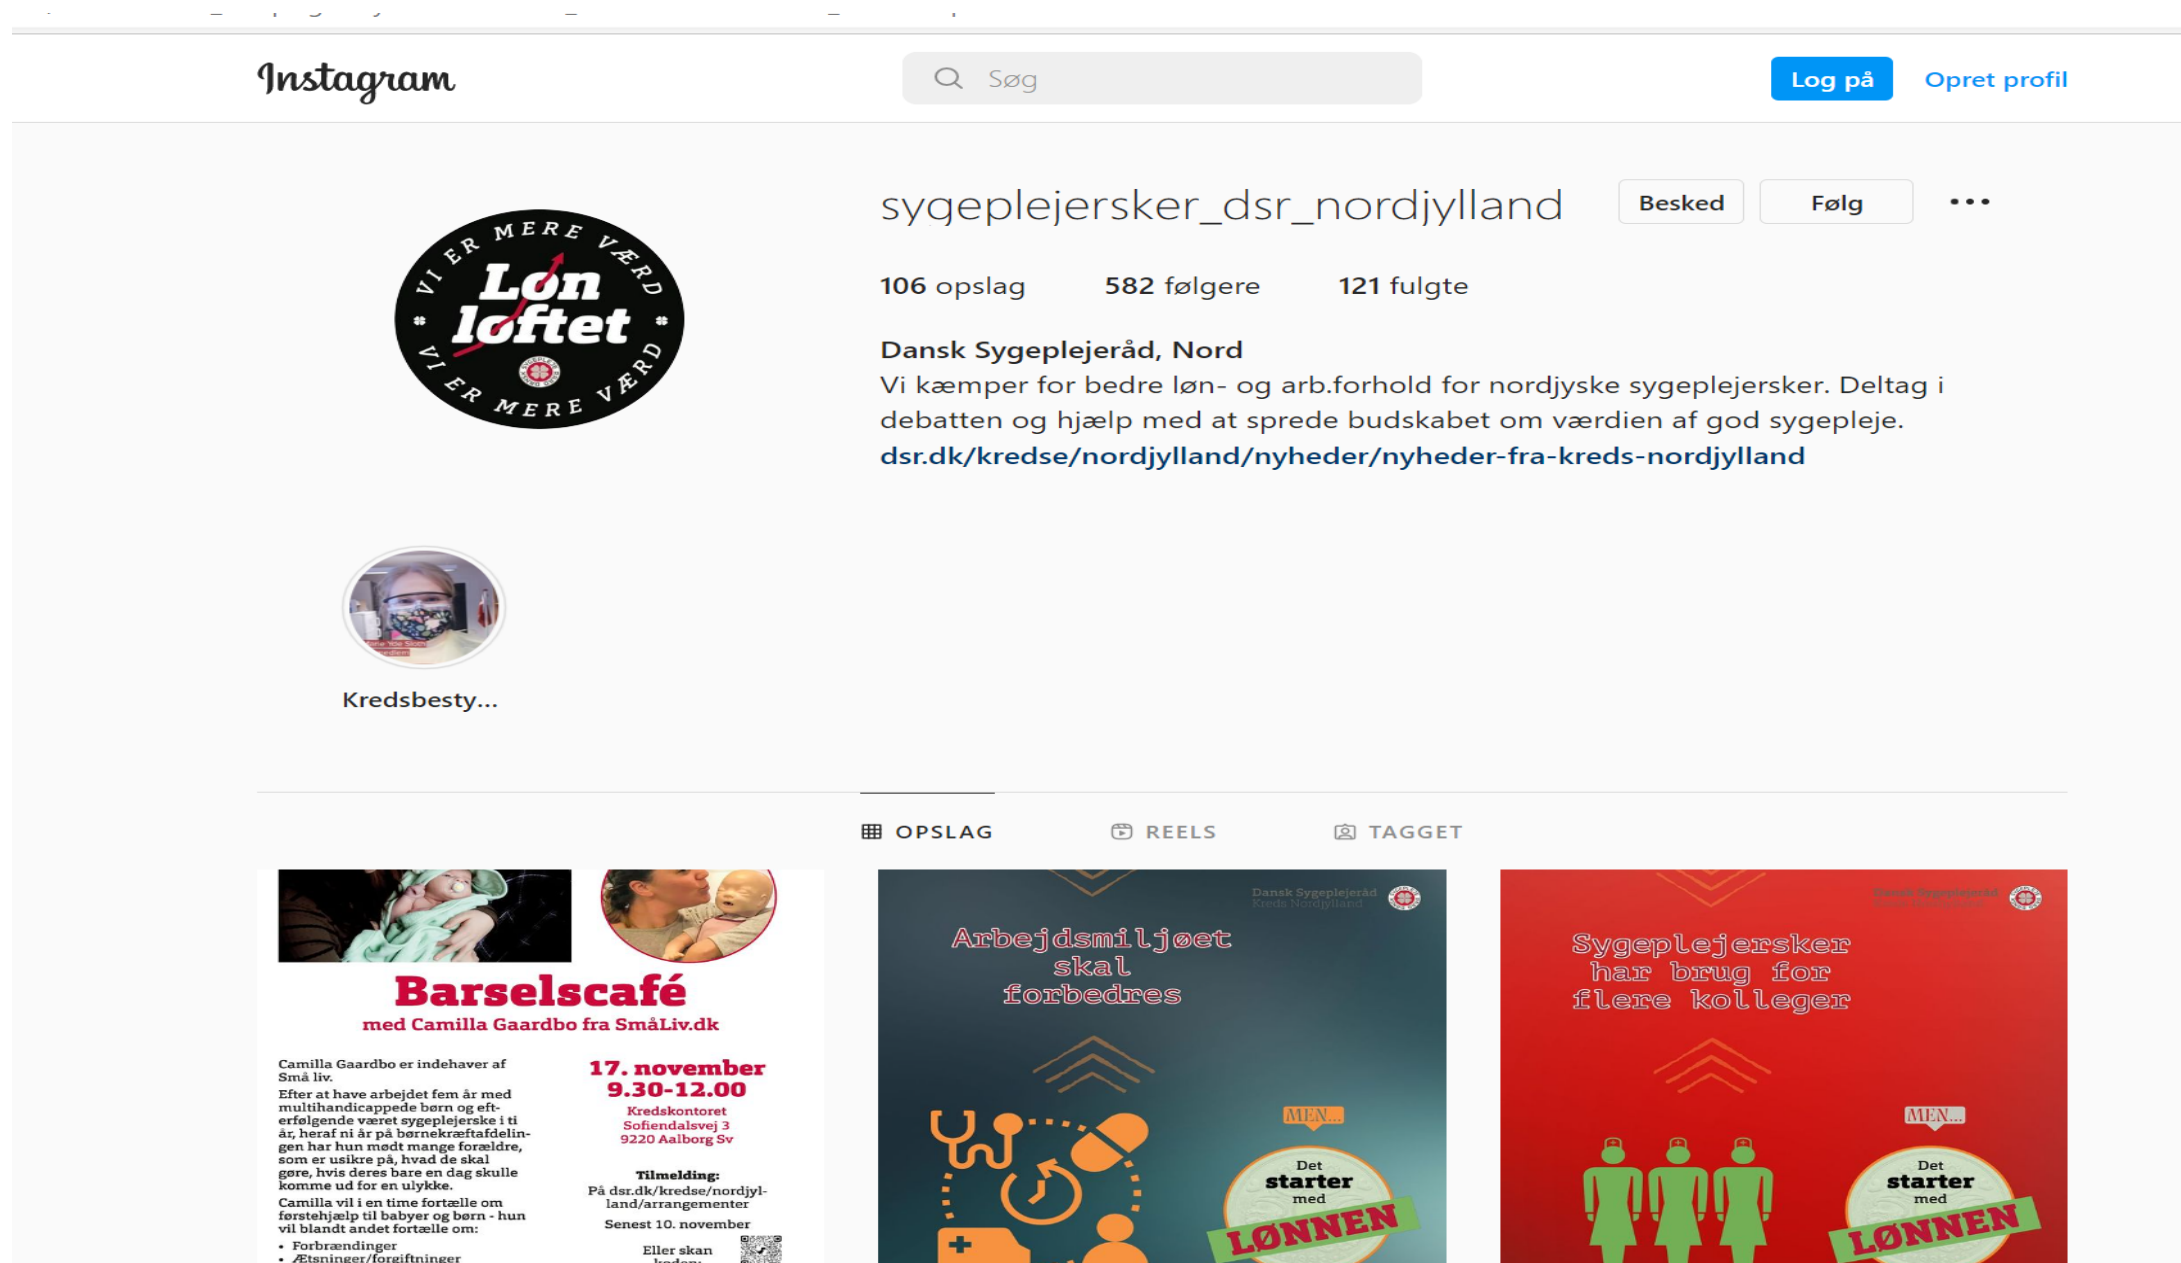 Instagram
Søg
Log på
Opret profil
sygeplejersker_dsr_nordjylland
Besked
Følg
VI ER MERE VÆRD
Løn
løftet
VI ER MERE VÆRD
106 opslag 582 følgere 121 fulgte
Dansk Sygeplejeråd, Nord
Vi kæmper for bedre løn- og arb.forhold for nordjyske sygeplejersker. Deltag i
debatten og hjælp med at sprede budskabet om værdien af god sygepleje.
dsr.dk/kredse/nordjylland/nyheder/nyheder-fra-kreds-nordjylland
Kredsbesty...
OPSLAG
REELS
TAGGET
Barselscafé
med Camilla Gaardbo fra SmåLiv.dk
Camilla Gaardbo er indehaver af
Små liv.
Efter at have arbejdet fem år med
multihandicappede børn og eft-
erfølgende været sygeplejerske i ti
år, heraf ni år på børnekræftafdelin-
gen har hun mødt mange forældre,
som er usikre på, hvad de skal
gøre, hvis deres bare en dag skulle
komme ud for en ulykke.
Camilla vil i en time fortælle om
førstehjælp til babyer og børn - hun
vil blandt andet fortælle om:
• Forbrændinger
• Ætsninger/forgiftninger
17. november
9.30-12.00
Kredskontoret
Sofiendalsvej 3
9220 Aalborg Sv
Tilmelding:
På dsr.dk/kredse/nordjyl-
land/arrangementer
Senest 10. november
Eller skan
koden:
Dansk Sygeplejeråd
Kreds Nordjylland
Arbejdsmiljøet
skal
forbedres
MEN...
Det
starter
med
LØNNEN
Dansk Sygeplejeråd
Sygeplejersker
har brug for
flere kolleger
MEN...
Det
starter
med
LØNNEN